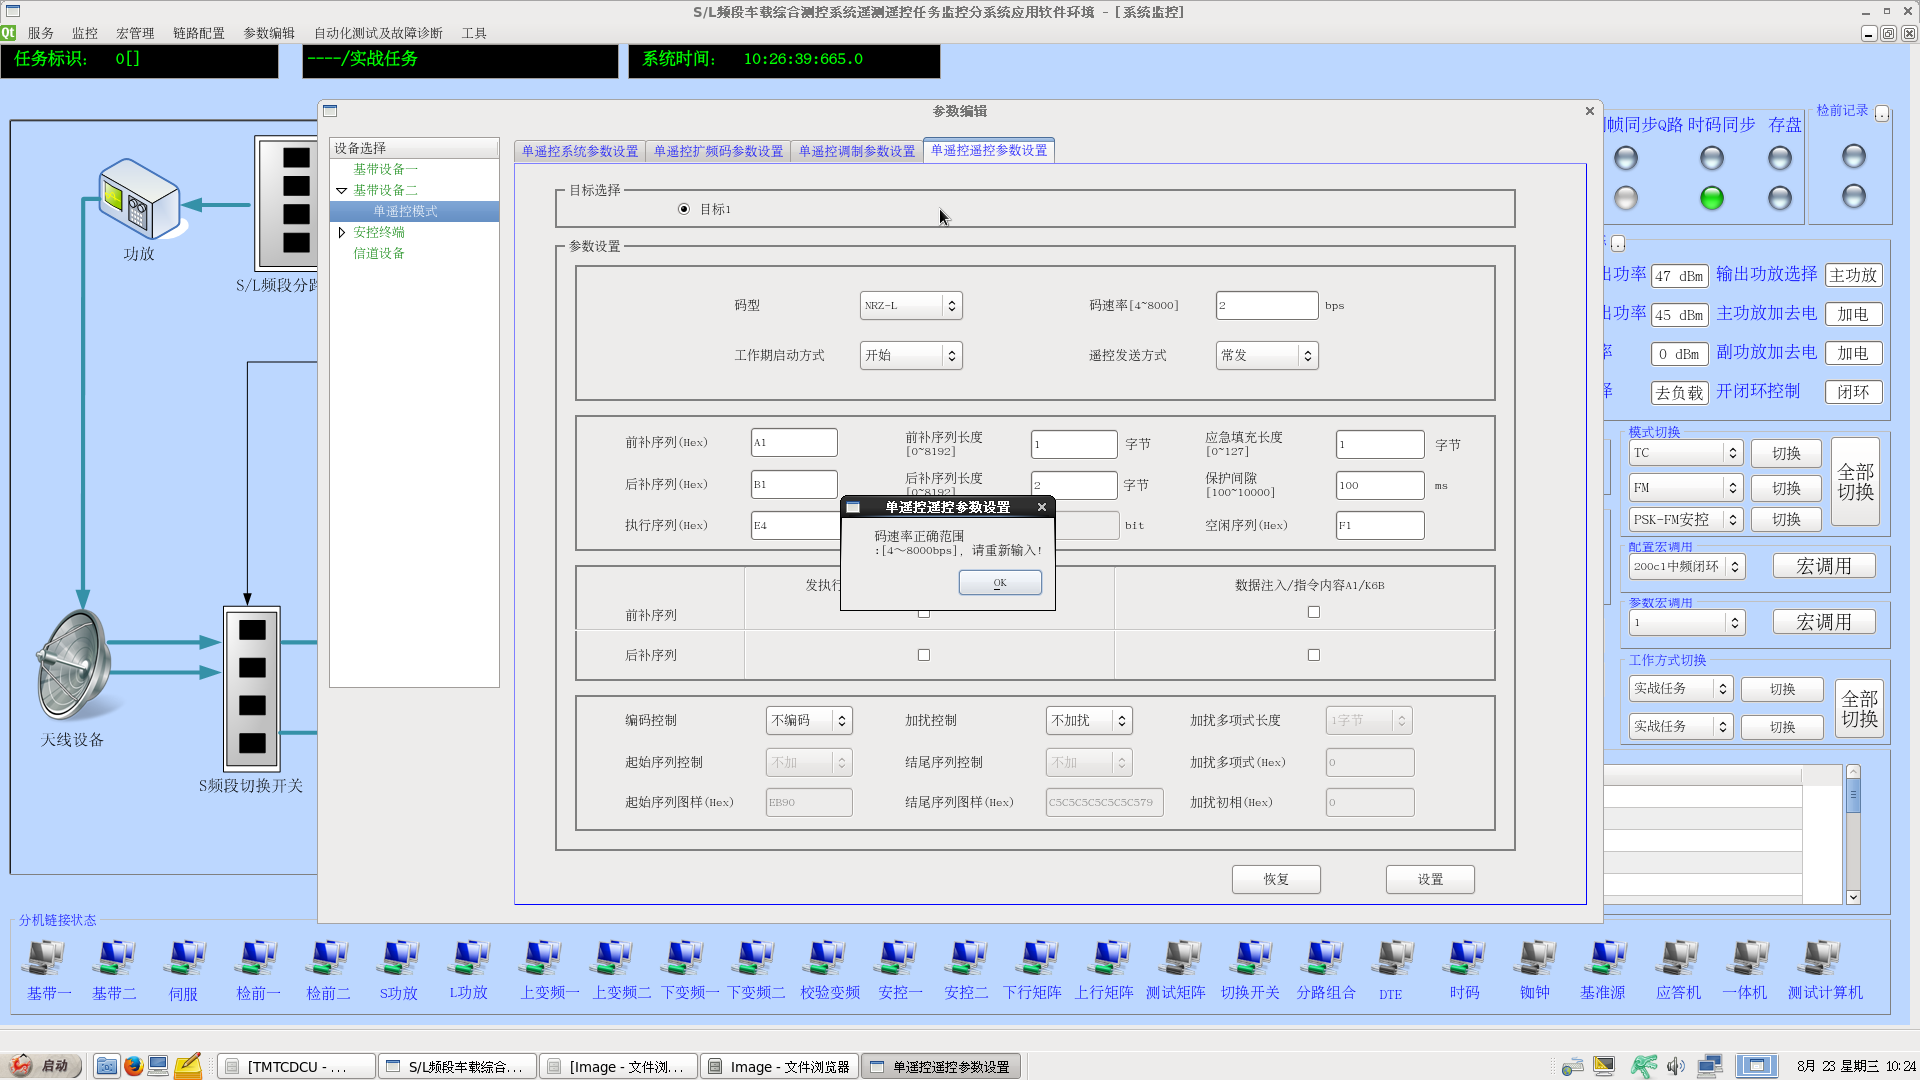 S/L频段车载综合测控系统遥测遥控任务监控分系统应用软件环境 - [系统监控]
服务 监控 宏管理 链路配置 参数编辑 自动化测试及故障诊断 工具
任务标识: 0[]
----/实战任务
系统时间: 10:26:39:665.0
参数编辑
设备选择
基带设备一
基带设备二
单遥控模式
安控终端
信道设备
单遥控系统参数设置 单遥控扩频码参数设置 单遥控调制参数设置 单遥控遥控参数设置
目标选择
目标1
参数设置
码型 NRZ-L 码速率[4~8000] 2 bps
工作期启动方式 开始 遥控发送方式 常发
前补序列(Hex) A1 前补序列长度 [0~8192] 1 字节 应急填充长度 [0~127] 1 字节
后补序列(Hex) B1 后补序列长度 [0~8192] 2 字节 保护间隙 [100~10000] 100 ms
执行序列(Hex) E4 bit 空闲序列(Hex) F1
单遥控遥控参数设置
码速率正确范围
:[4～8000bps], 请重新输入!
OK
发执行 数据注入/指令内容A1/K6B
前补序列
后补序列
编码控制 不编码 加扰控制 不加扰 加扰多项式长度 1字节
起始序列控制 不加 结尾序列控制 不加 加扰多项式(Hex) 0
起始序列图样(Hex) EB90 结尾序列图样(Hex) C5C5C5C5C5C5C579 加扰初相(Hex) 0
恢复 设置
功放
S/L频段分路
天线设备
S频段切换开关
帧同步Q路 时码同步 存盘
检前记录
出功率 47 dBm 输出功放选择 主功放
出功率 45 dBm 主功放加去电 加电
率 0 dBm 副功放加去电 加电
择 去负载 开闭环控制 闭环
模式切换
TC 切换
FM 切换
PSK-FM安控 切换
全部切换
配置宏调用
200c1中频闭环 宏调用
参数宏调用
1 宏调用
工作方式切换
实战任务 切换
实战任务 切换
全部切换
分机链接状态
基带一 基带二 伺服 检前一 检前二 S功放 L功放 上变频一 上变频二 下变频一 下变频二 校验变频 安控一 安控二 下行矩阵 上行矩阵 测试矩阵 切换开关 分路组合 DTE 时码 铷钟 基准源 应答机 一体机 测试计算机
启动 [TMTCDCU - ... S/L频段车载综合... [Image - 文件浏... Image - 文件浏览器 单遥控遥控参数设置 8月 23 星期三 10:24